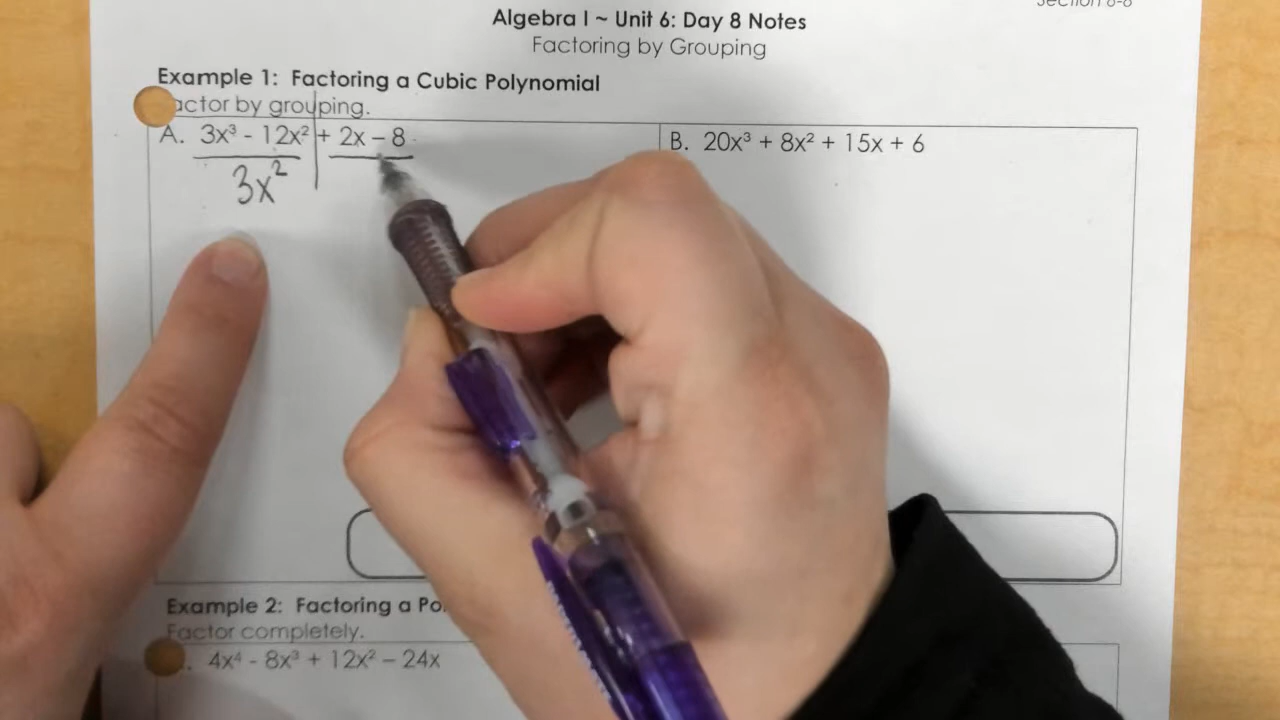 Algebra I ~ Unit 6: Day 8 Notes
Factoring by Grouping
Example 1: Factoring a Cubic Polynomial
actor by grouping.
A. 3x³ - 12x² + 2x – 8
3x²
B. 20x³ + 8x² + 15x + 6
Example 2: Factoring a Po
Factor completely.
4x⁴ - 8x³ + 12x² – 24x